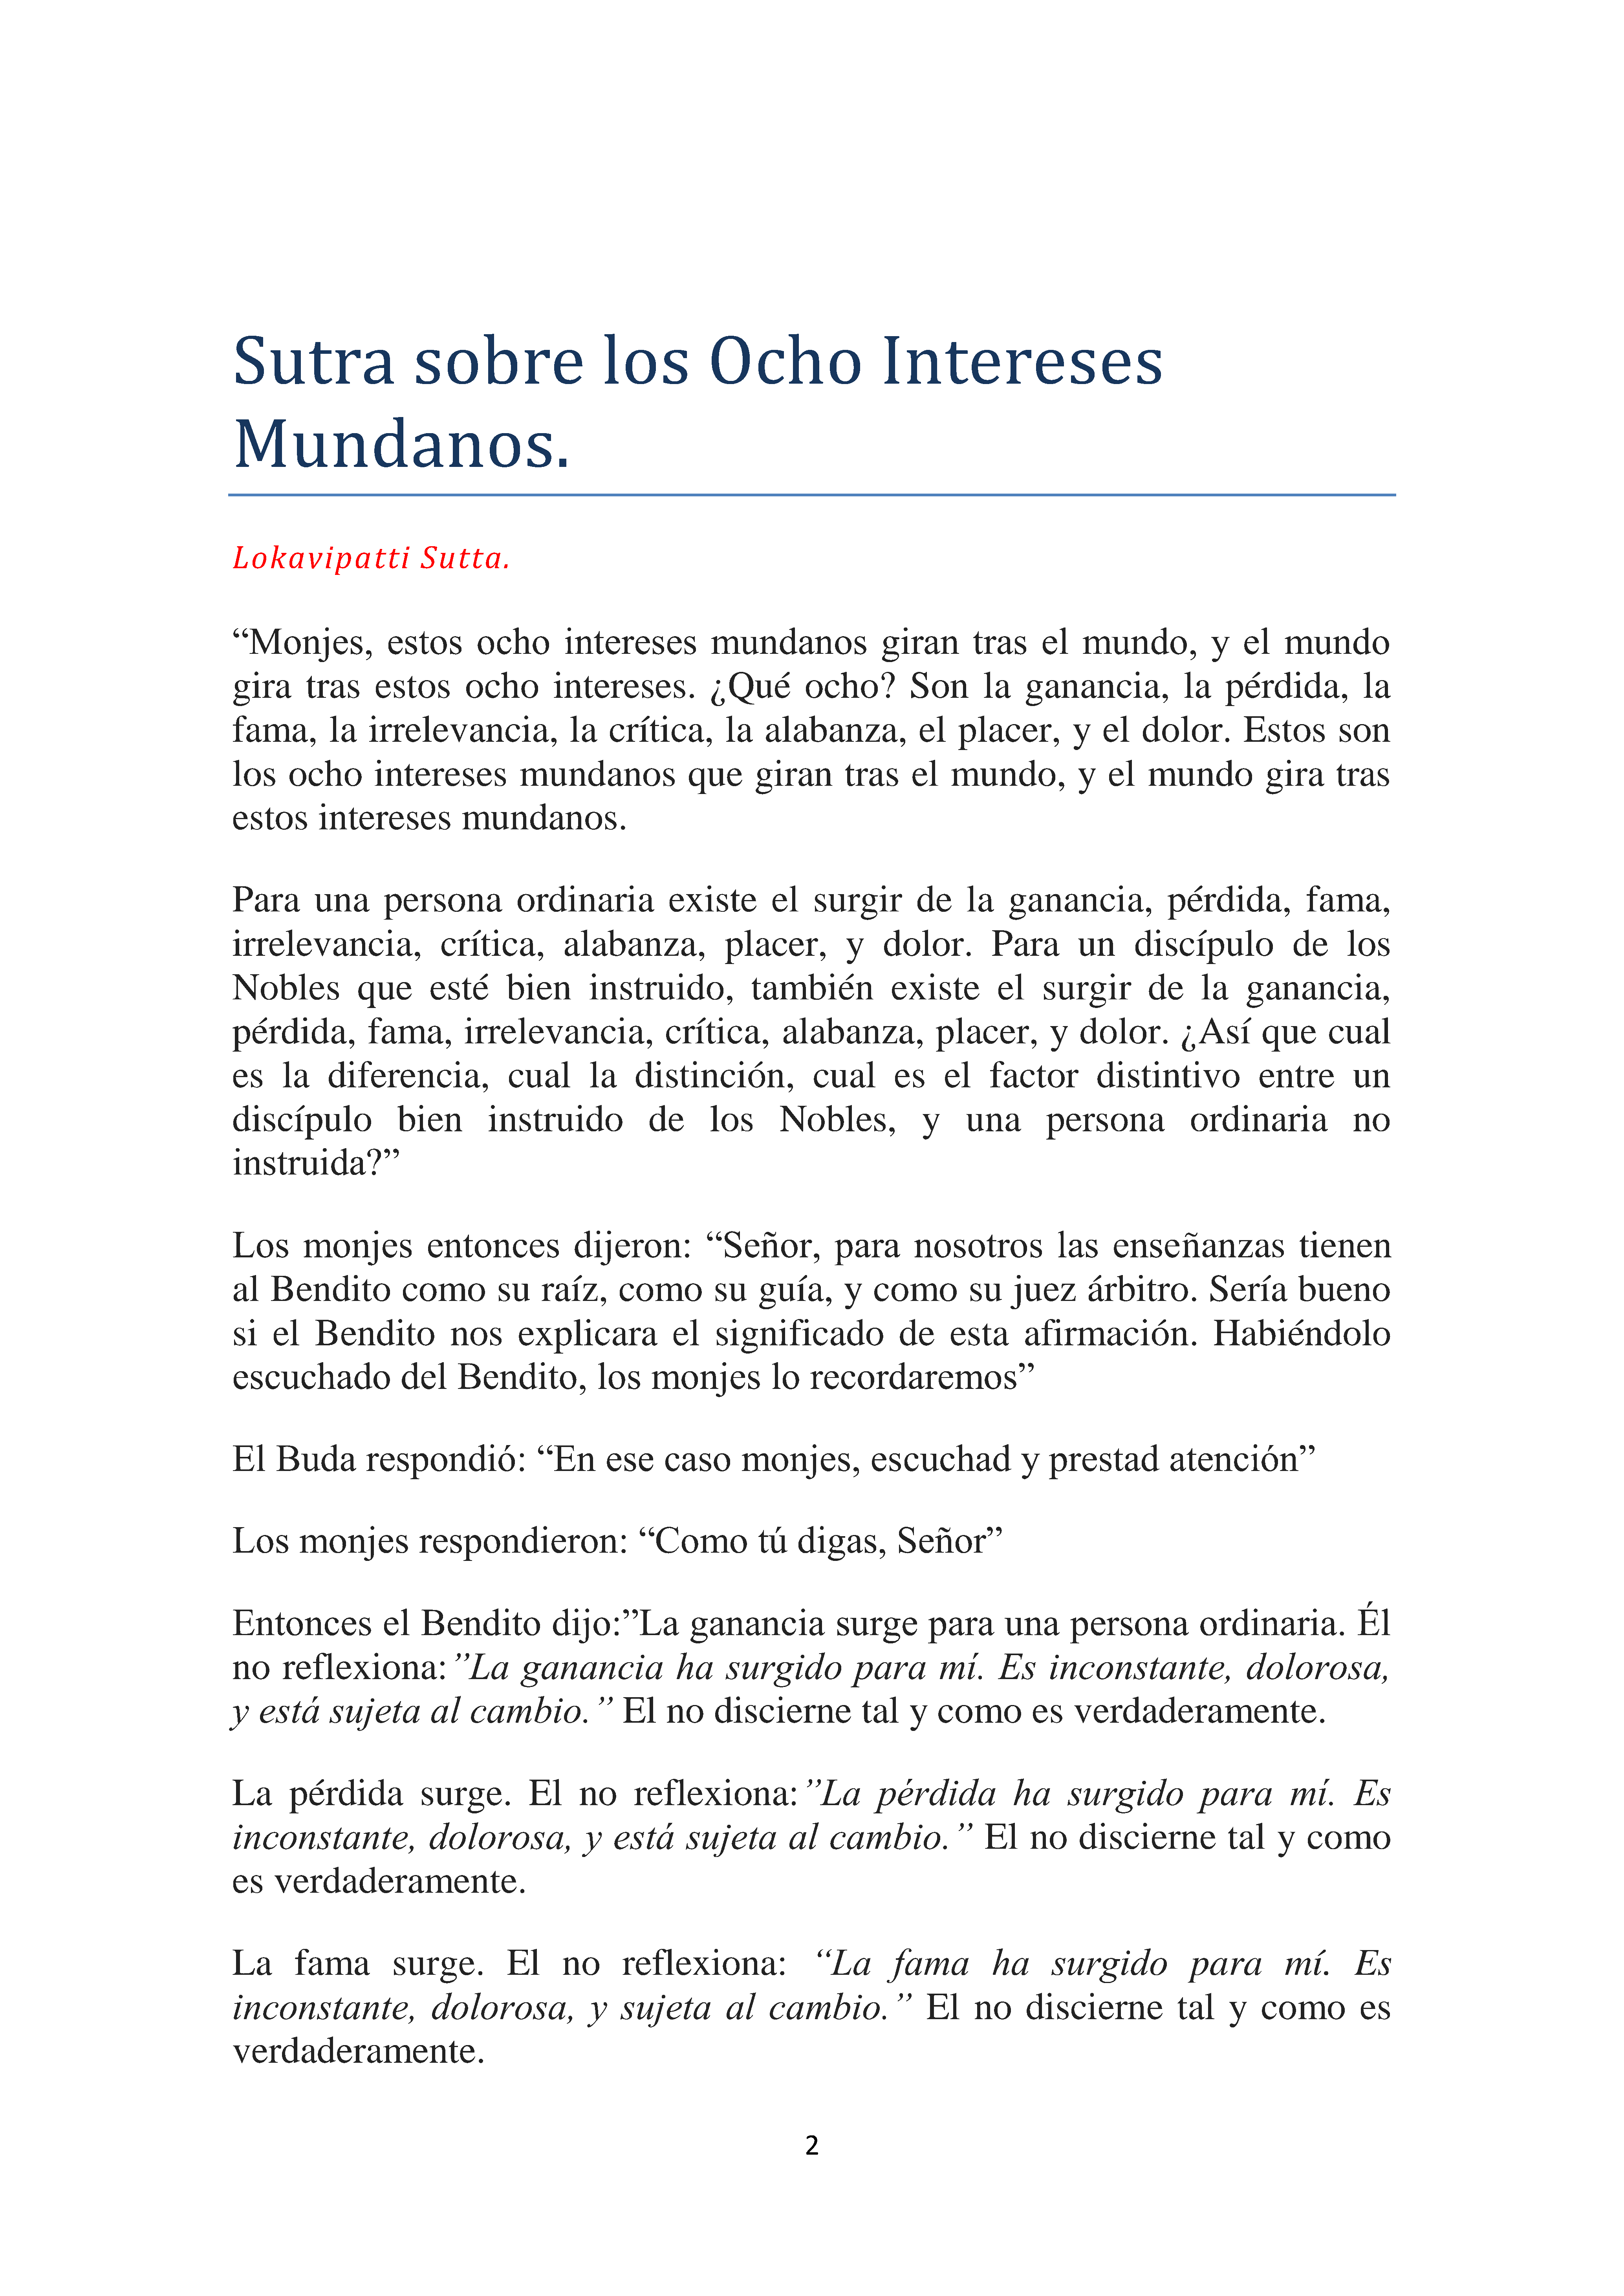 Sutra sobre los Ocho Intereses
Mundanos.
Lokavipatti Sutta.
“Monjes, estos ocho intereses mundanos giran tras el mundo, y el mundo
gira tras estos ocho intereses. ¿Qué ocho? Son la ganancia, la pérdida, la
fama, la irrelevancia, la crítica, la alabanza, el placer, y el dolor. Estos son
los ocho intereses mundanos que giran tras el mundo, y el mundo gira tras
estos intereses mundanos.
Para una persona ordinaria existe el surgir de la ganancia, pérdida, fama,
irrelevancia, crítica, alabanza, placer, y dolor. Para un discípulo de los
Nobles que esté bien instruido, también existe el surgir de la ganancia,
pérdida, fama, irrelevancia, crítica, alabanza, placer, y dolor. ¿Así que cual
es la diferencia, cual la distinción, cual es el factor distintivo entre un
discípulo bien instruido de los Nobles, y una persona ordinaria no
instruida?”
Los monjes entonces dijeron: “Señor, para nosotros las enseñanzas tienen
al Bendito como su raíz, como su guía, y como su juez árbitro. Sería bueno
si el Bendito nos explicara el significado de esta afirmación. Habiéndolo
escuchado del Bendito, los monjes lo recordaremos”
El Buda respondió: “En ese caso monjes, escuchad y prestad atención”
Los monjes respondieron: “Como tú digas, Señor”
Entonces el Bendito dijo:”La ganancia surge para una persona ordinaria. Él
no reflexiona:”La ganancia ha surgido para mí. Es inconstante, dolorosa,
y está sujeta al cambio.” El no discierne tal y como es verdaderamente.
La pérdida surge. El no reflexiona:”La pérdida ha surgido para mí. Es
inconstante, dolorosa, y está sujeta al cambio.” El no discierne tal y como
es verdaderamente.
La fama surge. El no reflexiona: “La fama ha surgido para mí. Es
inconstante, dolorosa, y sujeta al cambio.” El no discierne tal y como es
verdaderamente.
2